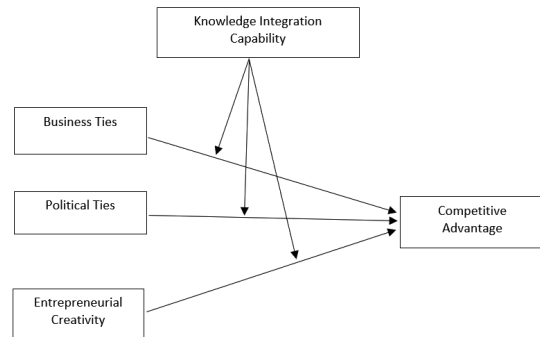 Knowledge Integration
Capability
Business Ties
Political Ties
Competitive
Advantage
Entrepreneurial
Creativity